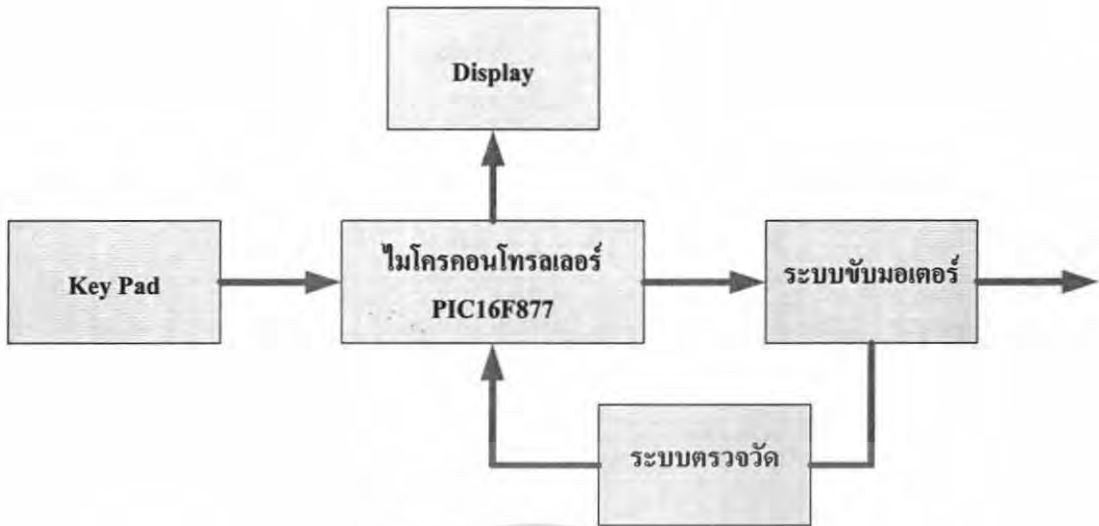 Display
Key Pad
ไมโครคอนโทรลเลอร์
PIC16F877
ระบบขับมอเตอร์
ระบบตรวจวัด